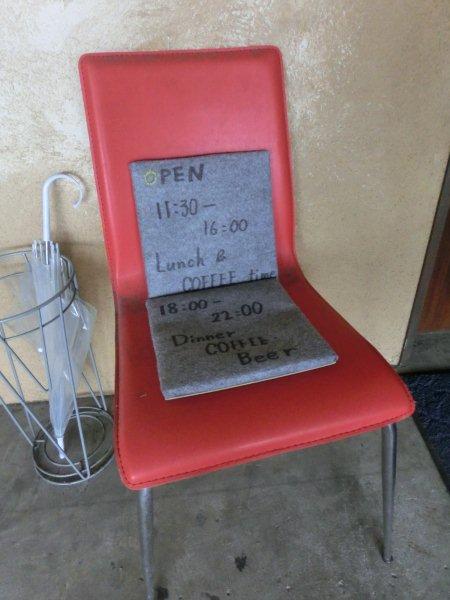 OPEN
11:30 -
16:00
Lunch &
COFFEE time
18:00 -
22:00
Dinner
COFFEE
Beer